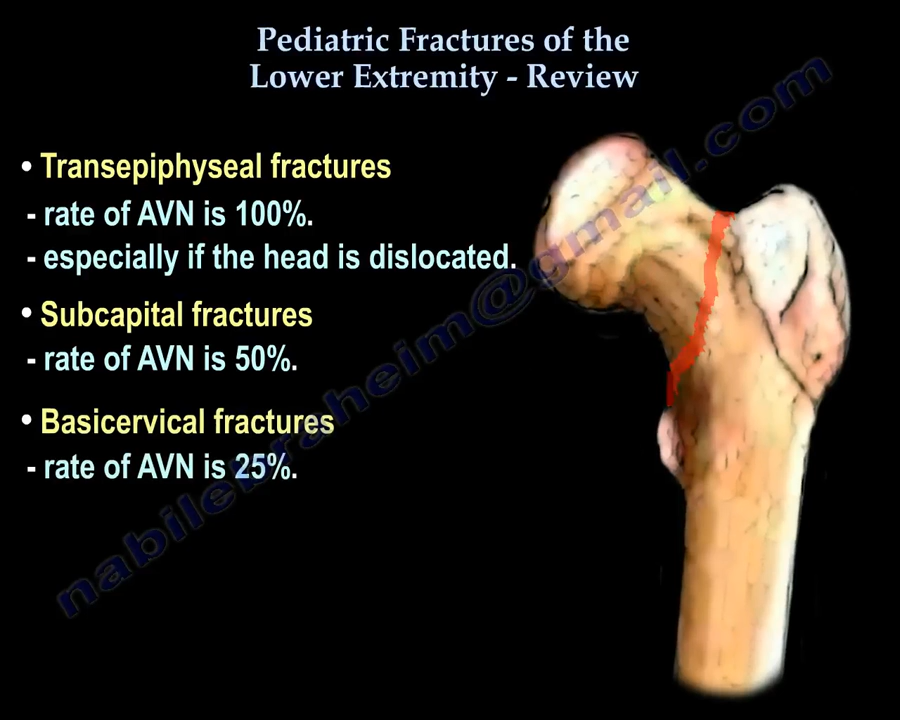 Pediatric Fractures of the
Lower Extremity - Review
• Transepiphyseal fractures
- rate of AVN is 100%.
- especially if the head is dislocated.
• Subcapital fractures
- rate of AVN is 50%.
• Basicervical fractures
- rate of AVN is 25%.
nabilebraheim@gmail.com